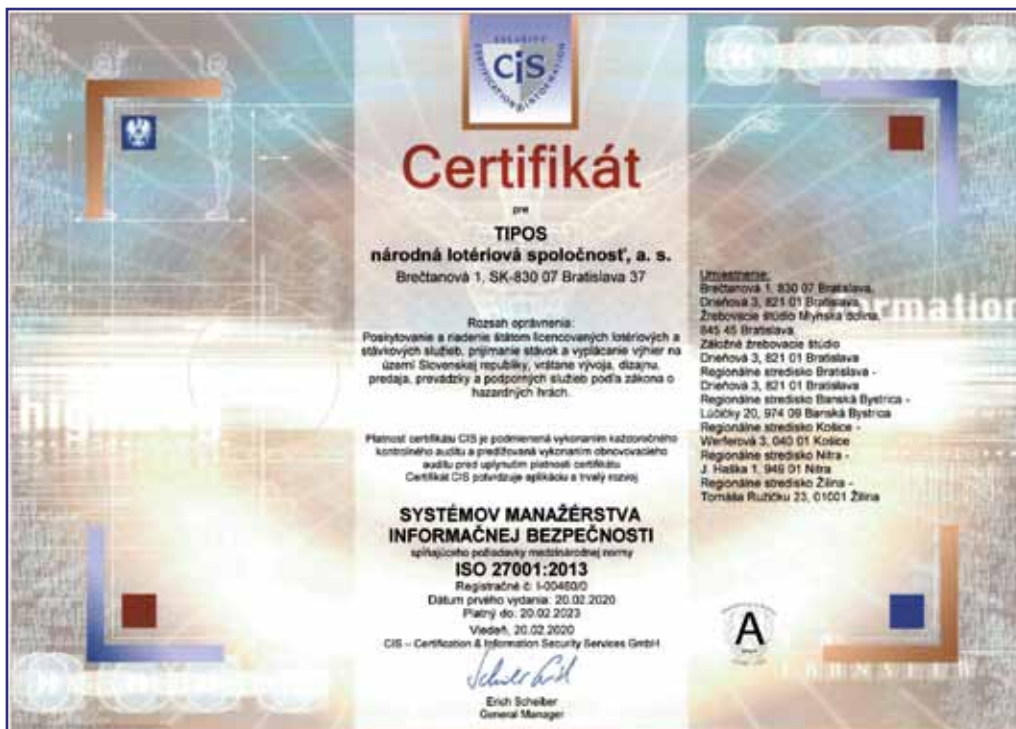 SECURITY
CERTIFICATION & INFORMATION
CIS
Certifikát
pre
TIPOS
národná lotériová spoločnosť, a. s.
Brečtanová 1, SK-830 07 Bratislava 37
Rozsah oprávnenia:
Poskytovanie a riadenie štátom licencovaných lotériových a
stávkových služieb, prijímanie stávok a vyplácanie výhier na
území Slovenskej republiky, vrátane vývoja, dizajnu,
predaja, prevádzky a podporných služieb podľa zákona o
hazardných hrách.
Platnosť certifikátu CIS je podmienená vykonaním každoročného
kontrolného auditu a predlžovaná vykonaním obnovovacieho
auditu pred uplynutím platnosti certifikátu
Certifikát CIS potvrdzuje aplikáciu a trvalý rozvoj
SYSTÉMOV MANAŽÉRSTVA
INFORMAČNEJ BEZPEČNOSTI
spĺňajúceho požiadavky medzinárodnej normy
ISO 27001:2013
Registračné č: I-00460/0
Dátum prvého vydania: 20.02.2020
Platný do: 20.02.2023
Viedeň, 20.02.2020
CIS – Certification & Information Security Services GmbH
Erich Scheiber
General Manager
Umiestnenie:
Brečtanová 1, 830 07 Bratislava,
Drieňová 3, 821 01 Bratislava
Žrebovacie štúdio Mlynská dolina,
845 45 Bratislava
Záložné žrebovacie štúdio
Drieňová 3, 821 01 Bratislava
Regionálne stredisko Bratislava -
Drieňová 3, 821 01 Bratislava
Regionálne stredisko Banská Bystrica -
Lúčičky 20, 974 09 Banská Bystrica
Regionálne stredisko Košice -
Werferová 3, 040 01 Košice
Regionálne stredisko Nitra -
J. Haška 1, 949 01 Nitra
Regionálne stredisko Žilina -
Tomáša Ružičku 23, 01001 Žilina
ormation
A